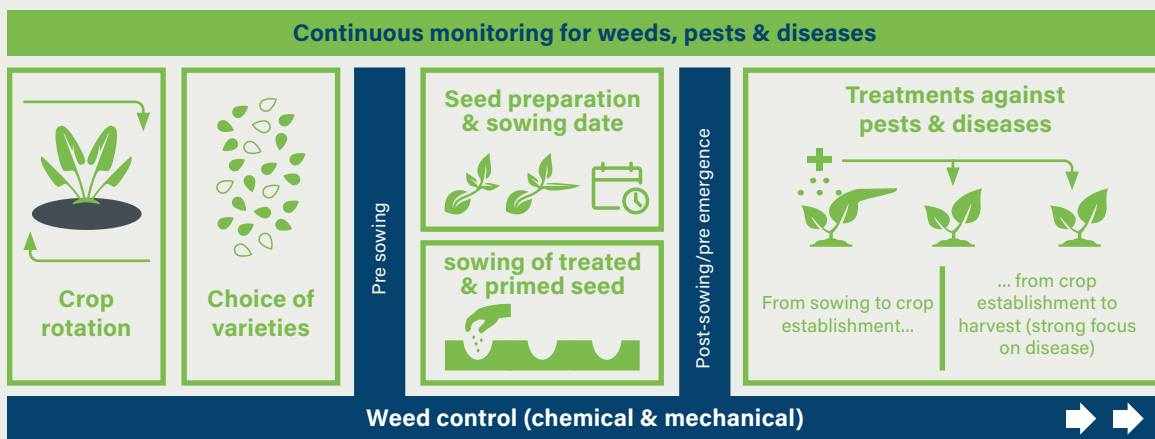 Continuous monitoring for weeds, pests & diseases
Crop
rotation
Choice of
varieties
Pre sowing
Seed preparation
& sowing date
sowing of treated
& primed seed
Post-sowing/pre emergence
Treatments against
pests & diseases
From sowing to crop
establishment...
... from crop
establishment to
harvest (strong focus
on disease)
Weed control (chemical & mechanical)